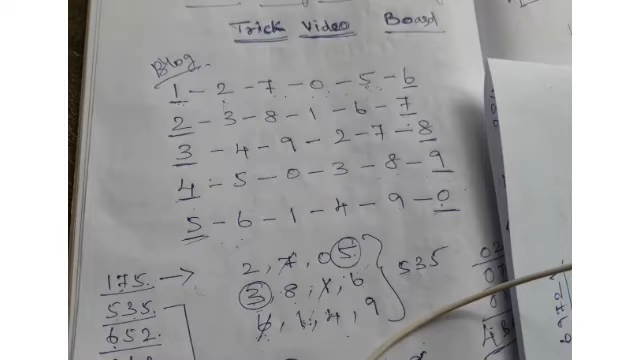 Trick Video Board
Blog
1 - 2 - 7 - 0 - 5 - 6
2 - 3 - 8 - 1 - 6 - 7
3 - 4 - 9 - 2 - 7 - 8
4 - 5 - 0 - 3 - 8 - 9
5 - 6 - 1 - 4 - 9 - 0
175 → 2, 7, 0 5
535 3, 8, 1, 6 } 535
652 6, 1, 4, 9